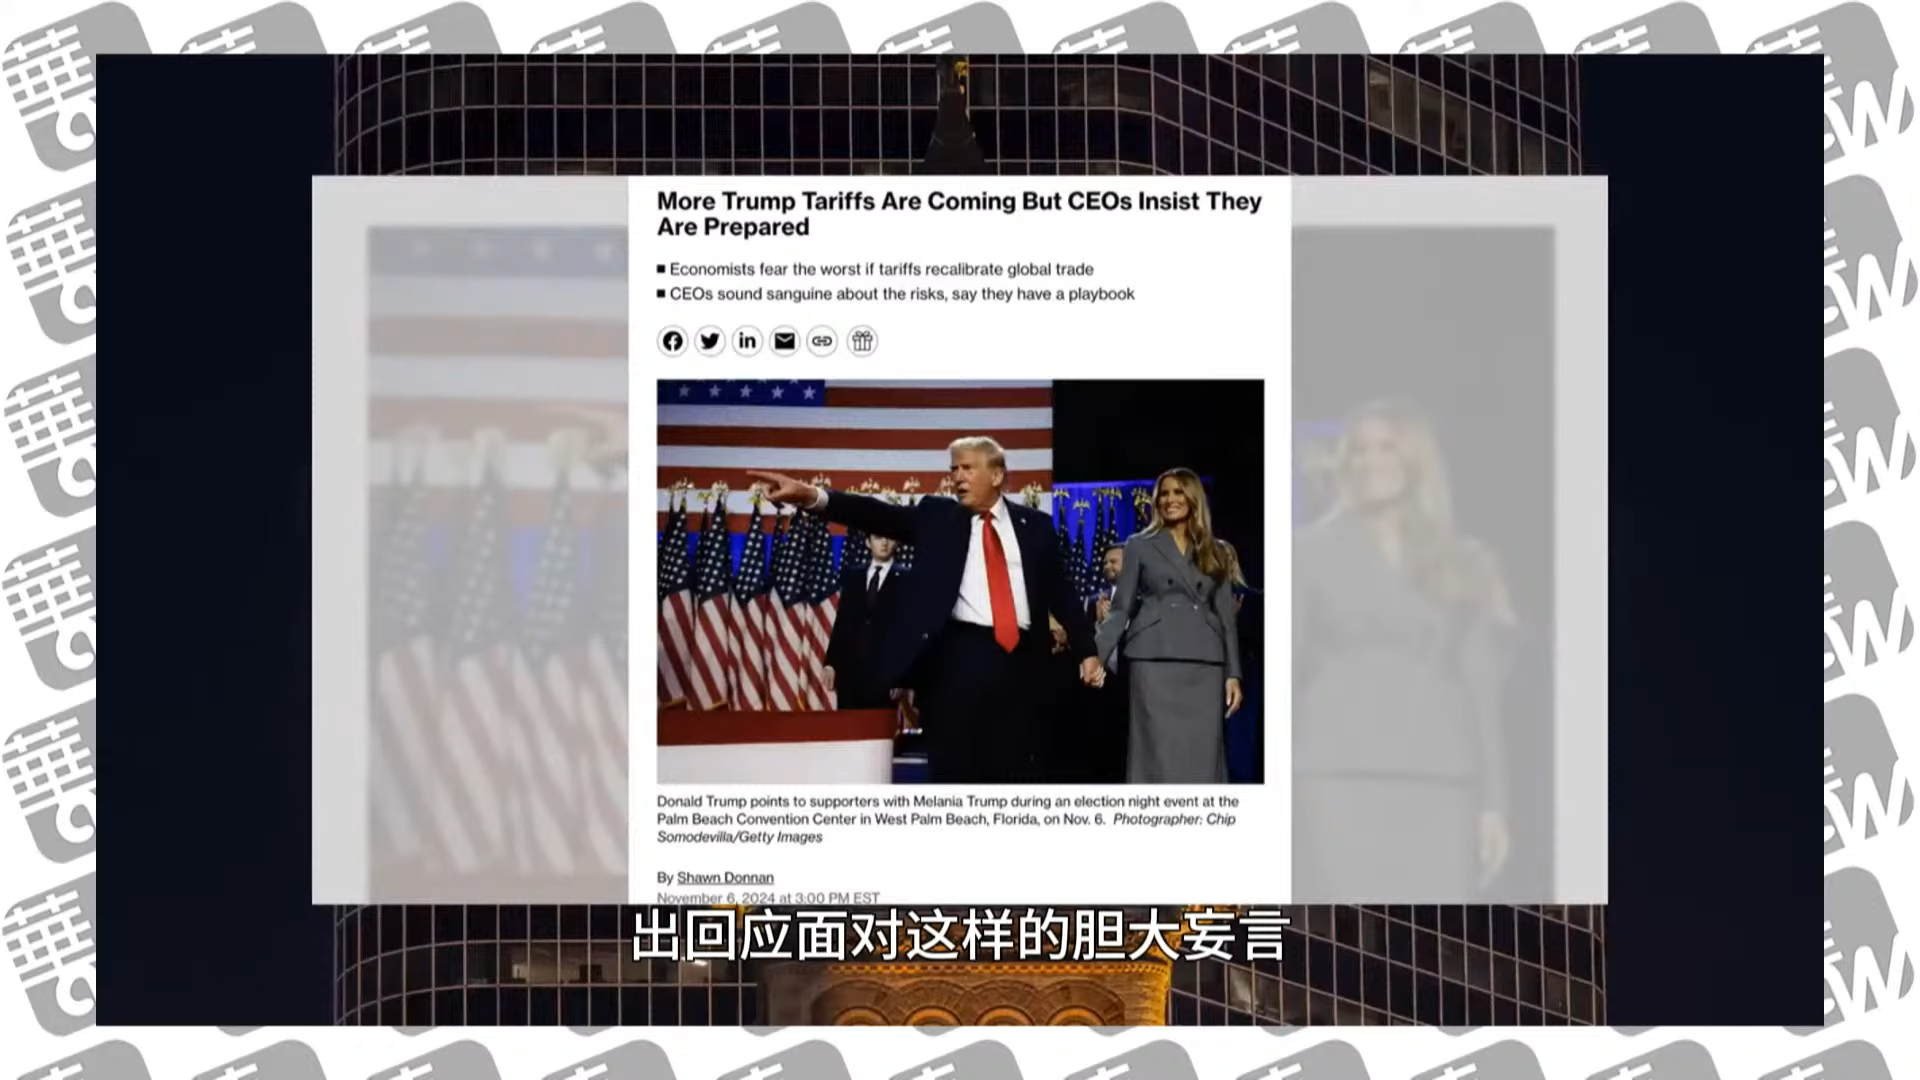 More Trump Tariffs Are Coming But CEOs Insist They
Are Prepared
■ Economists fear the worst if tariffs recalibrate global trade
■ CEOs sound sanguine about the risks, say they have a playbook
Donald Trump points to supporters with Melania Trump during an election night event at the
Palm Beach Convention Center in West Palm Beach, Florida, on Nov. 6. Photographer: Chip
Somodevilla/Getty Images
By Shawn Donnan
November 6, 2024 at 3:00 PM EST
出回应面对这样的胆大妄言